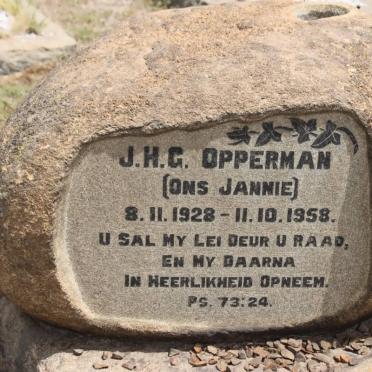 J.H.G. OPPERMAN
(ONS JANNIE)
8.11.1928 - 11.10.1958.
U SAL MY LEI DEUR U RAAD,
EN MY DAARNA
IN HEERLIKHEID OPNEEM.
PS. 73:24.